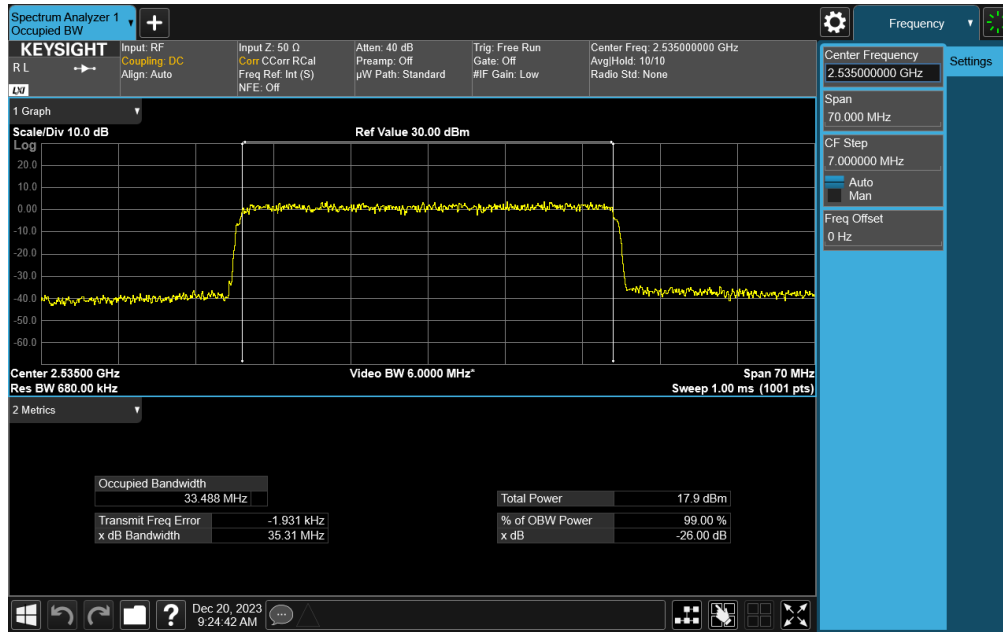 Spectrum Analyzer 1
Occupied BW
Frequency
KEYSIGHT
R L
LXI
Input: RF
Coupling: DC
Align: Auto
Input Z: 50 Ω
Corr CCorr RCal
Freq Ref: Int (S)
NFE: Off
Atten: 40 dB
Preamp: Off
µW Path: Standard
Trig: Free Run
Gate: Off
#IF Gain: Low
Center Freq: 2.535000000 GHz
Avg|Hold: 10/10
Radio Std: None
Center Frequency
2.535000000 GHz
Settings
Span
70.000 MHz
CF Step
7.000000 MHz
Auto
Man
Freq Offset
0 Hz
1 Graph
Scale/Div 10.0 dB
Ref Value 30.00 dBm
Log
20.0
10.0
0.00
-10.0
-20.0
-30.0
-40.0
-50.0
-60.0
Center 2.53500 GHz
Video BW 6.0000 MHz*
Span 70 MHz
Res BW 680.00 kHz
Sweep 1.00 ms (1001 pts)
2 Metrics
Occupied Bandwidth
33.488 MHz
Total Power 17.9 dBm
Transmit Freq Error -1.931 kHz
% of OBW Power 99.00 %
x dB Bandwidth 35.31 MHz
x dB -26.00 dB
?
Dec 20, 2023
9:24:42 AM